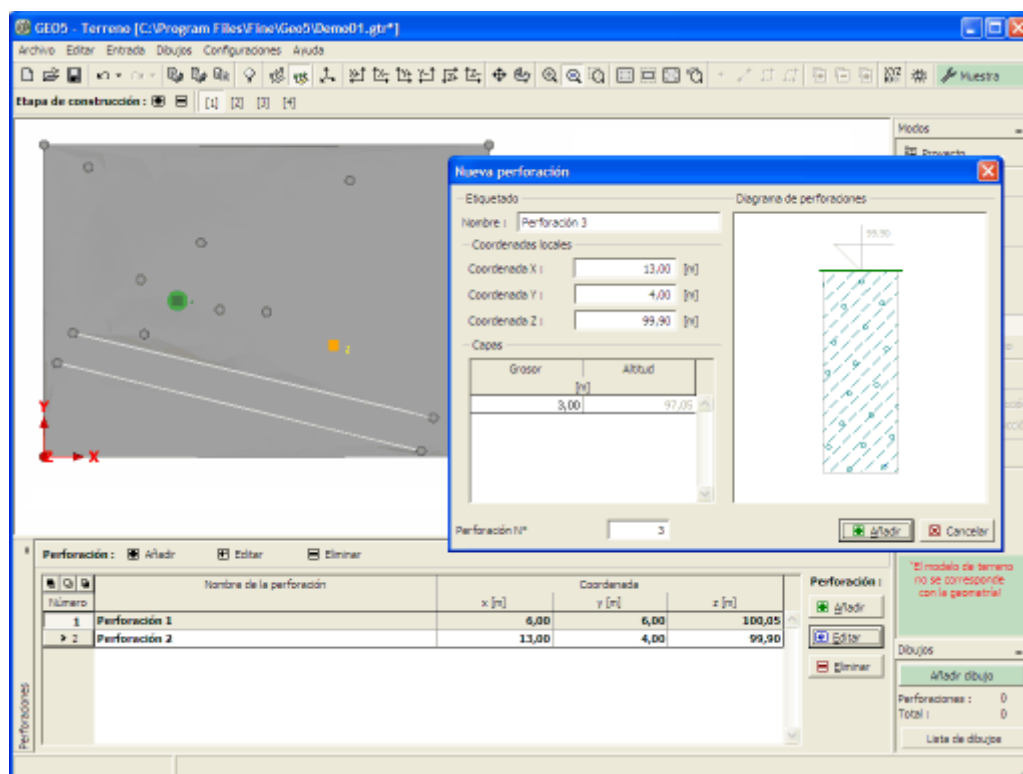 GEO5 - Terreno [C:\Program Files\Fine\Geo5\Demo01.gtr*]
Archivo Editar Entrada Dibujos Configuraciones Ayuda
Muestra
Etapa de construcción : [1] [2] [3] [4]
Modos
Proyecto
Nueva perforación
Etiquetado
Diagrama de perforaciones
Nombre : Perforación 3
99,90
Coordenadas locales
Coordenada X : 13,00 [m]
Coordenada Y : 4,00 [m]
Coordenada Z : 99,90 [m]
Capas
Grosor Altitud
[m]
3,00 97,05
Perforación N° 3
Añadir Cancelar
2
Y
Z X
Perforación : Añadir Editar Eliminar
Número Nombre de la perforación Coordenada
x [m] y [m] z [m]
1 Perforación 1 6,00 6,00 100,05
> 2 Perforación 2 13,00 4,00 99,90
Perforación :
Añadir
Editar
Eliminar
Perforaciones
"El modelo de terreno
no se corresponde
con la geometría!
Dibujos
Añadir dibujo
Perforaciones : 0
Total : 0
Lista de dibujos